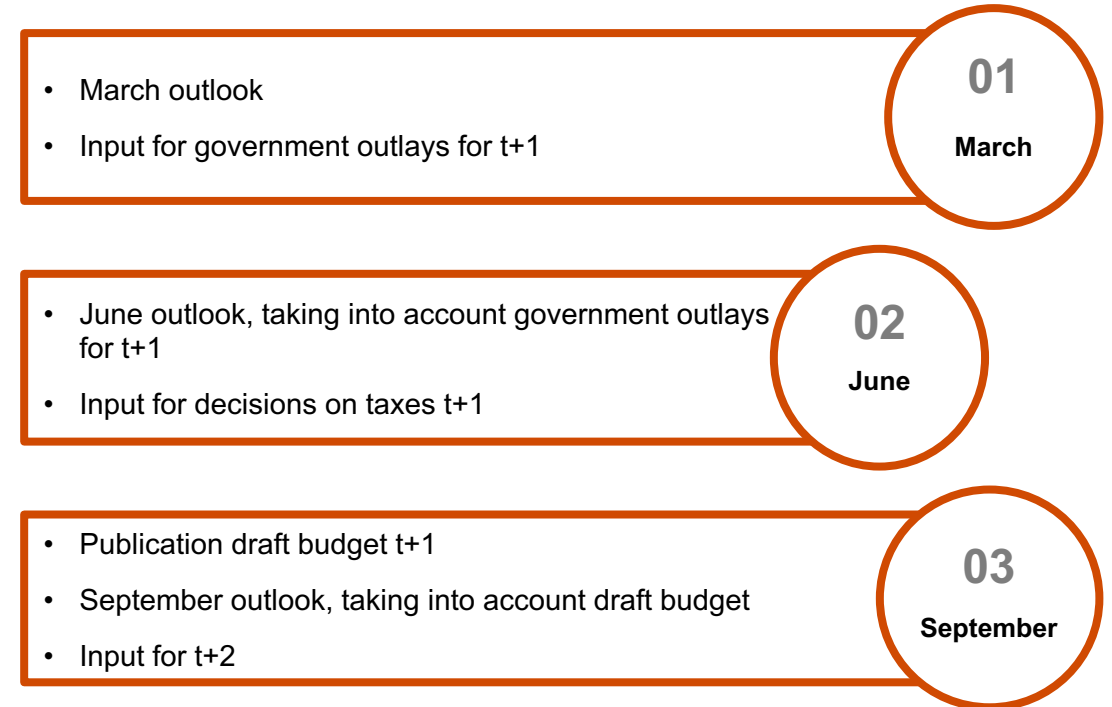 • March outlook
• Input for government outlays for t+1
01
March
• June outlook, taking into account government outlays
for t+1
• Input for decisions on taxes t+1
02
June
• Publication draft budget t+1
• September outlook, taking into account draft budget
• Input for t+2
03
September